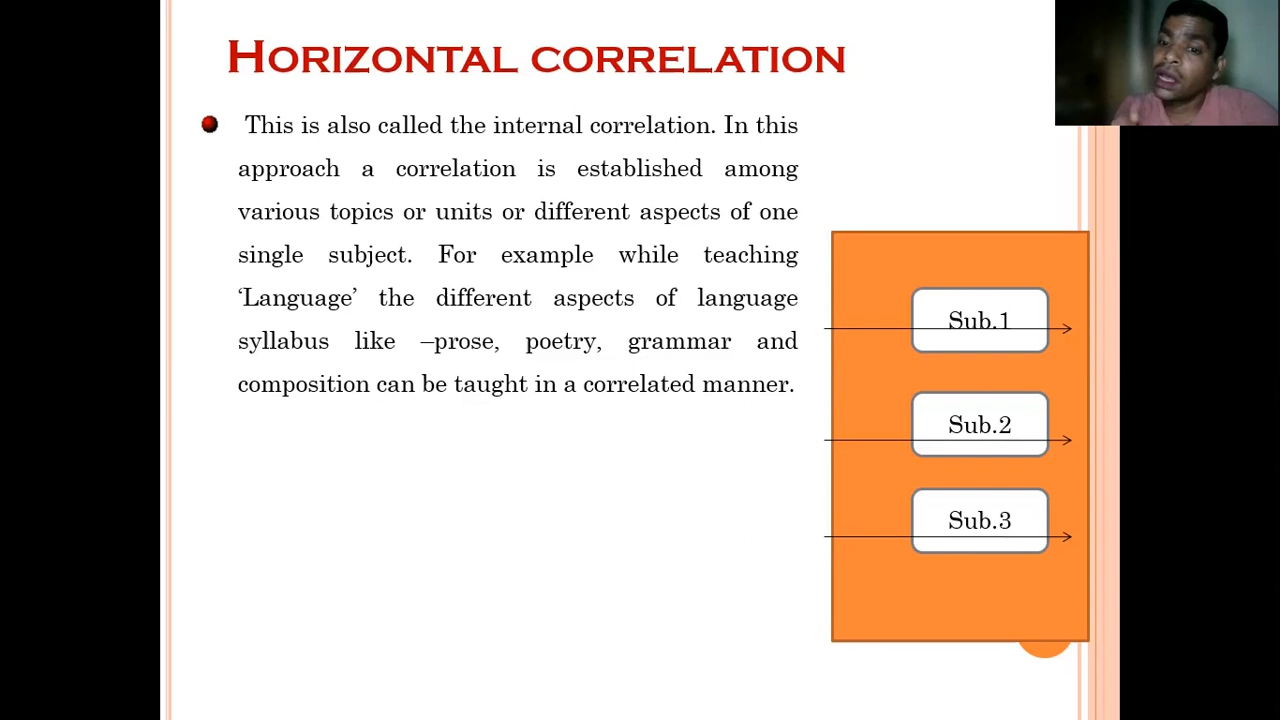 HORIZONTAL CORRELATION
This is also called the internal correlation. In this
approach a correlation is established among
various topics or units or different aspects of one
single subject. For example while teaching
‘Language’ the different aspects of language
syllabus like –prose, poetry, grammar and
composition can be taught in a correlated manner.
Sub.1
Sub.2
Sub.3